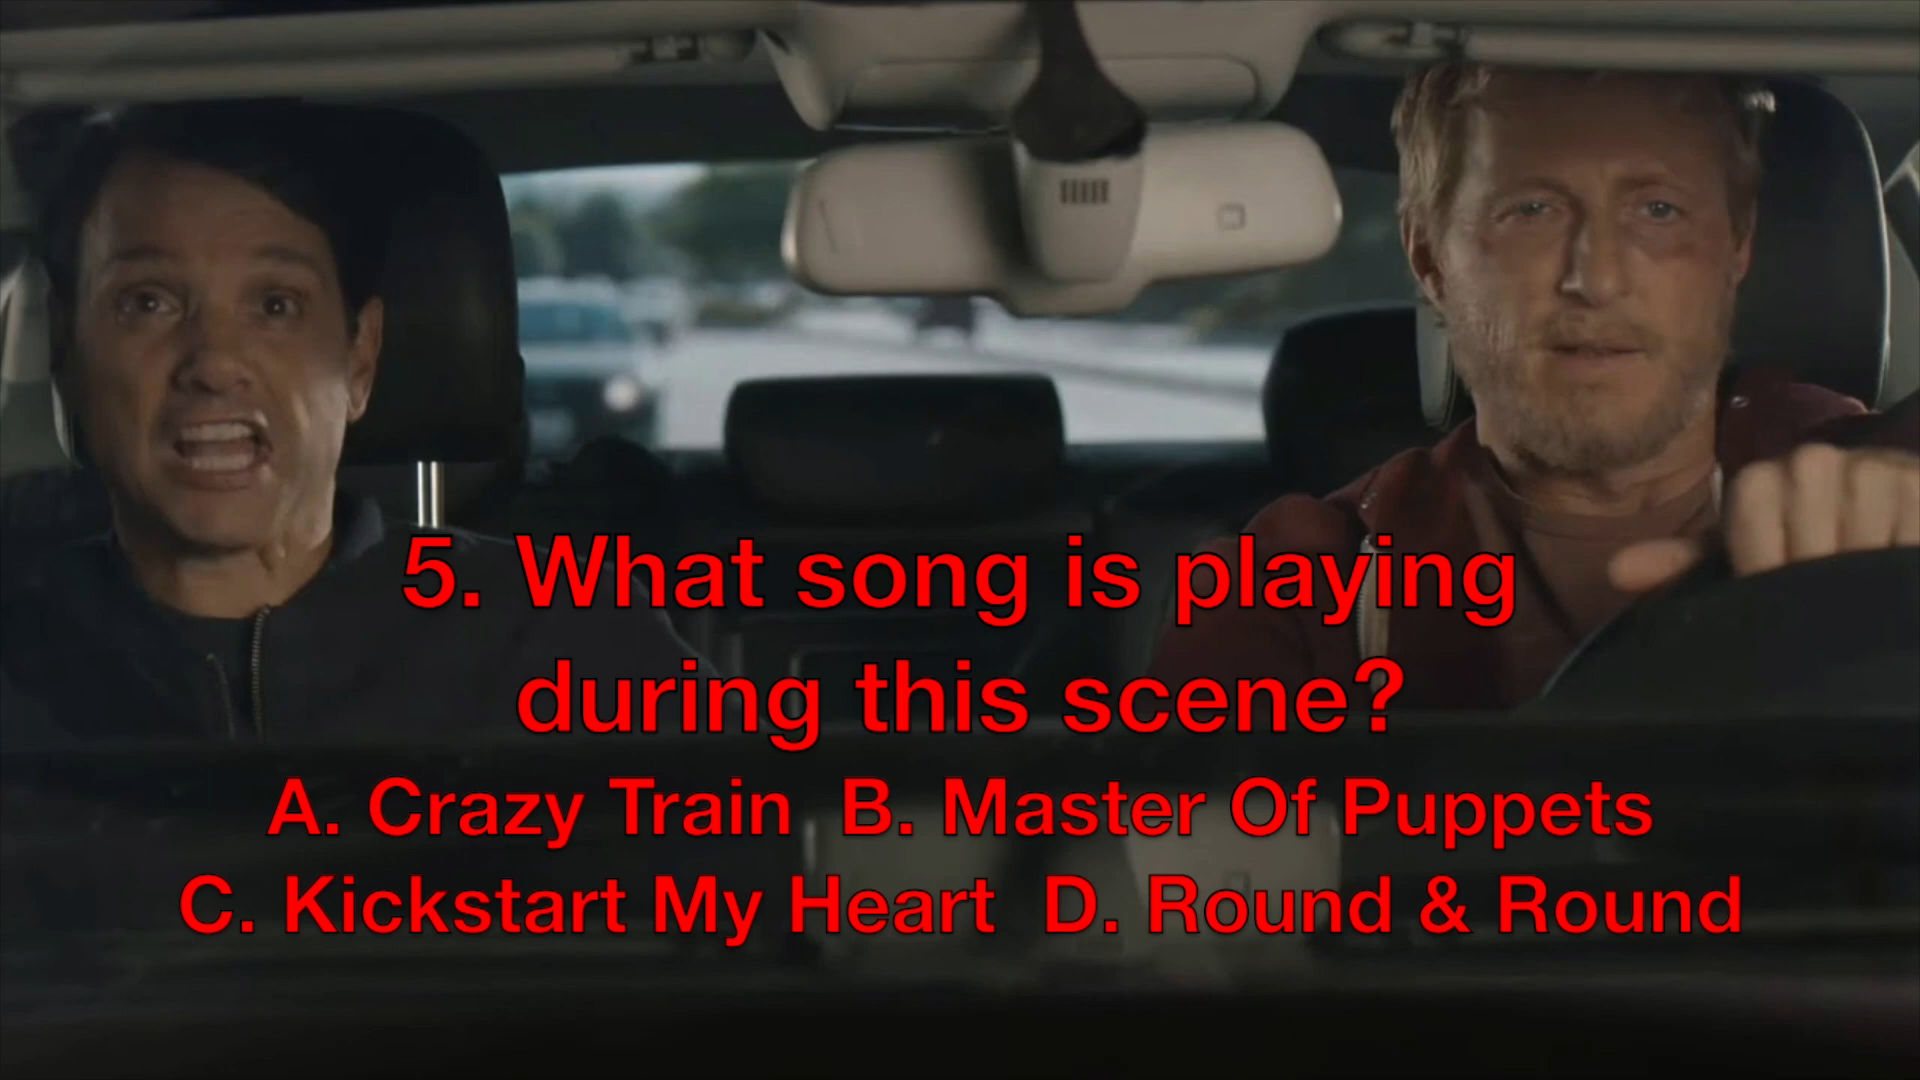 5. What song is playing
during this scene?
A. Crazy Train  B. Master Of Puppets
C. Kickstart My Heart  D. Round & Round